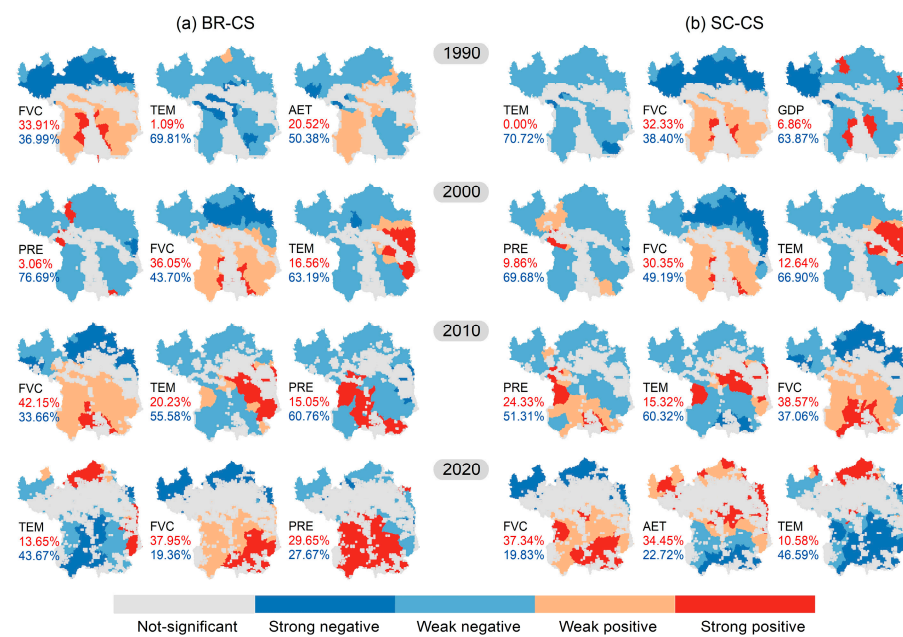 (a) BR-CS
(b) SC-CS
1990
FVC
33.91%
36.99%
TEM
1.09%
69.81%
AET
20.52%
50.38%
TEM
0.00%
70.72%
FVC
32.33%
38.40%
GDP
6.86%
63.87%
2000
PRE
3.06%
76.69%
FVC
36.05%
43.70%
TEM
16.56%
63.19%
PRE
9.86%
69.68%
FVC
30.35%
49.19%
TEM
12.64%
66.90%
2010
FVC
42.15%
33.66%
TEM
20.23%
55.58%
PRE
15.05%
60.76%
PRE
24.33%
51.31%
TEM
15.32%
60.32%
FVC
38.57%
37.06%
2020
TEM
13.65%
43.67%
FVC
37.95%
19.36%
PRE
29.65%
27.67%
FVC
37.34%
19.83%
AET
34.45%
22.72%
TEM
10.58%
46.59%
Not-significant Strong negative Weak negative Weak positive Strong positive